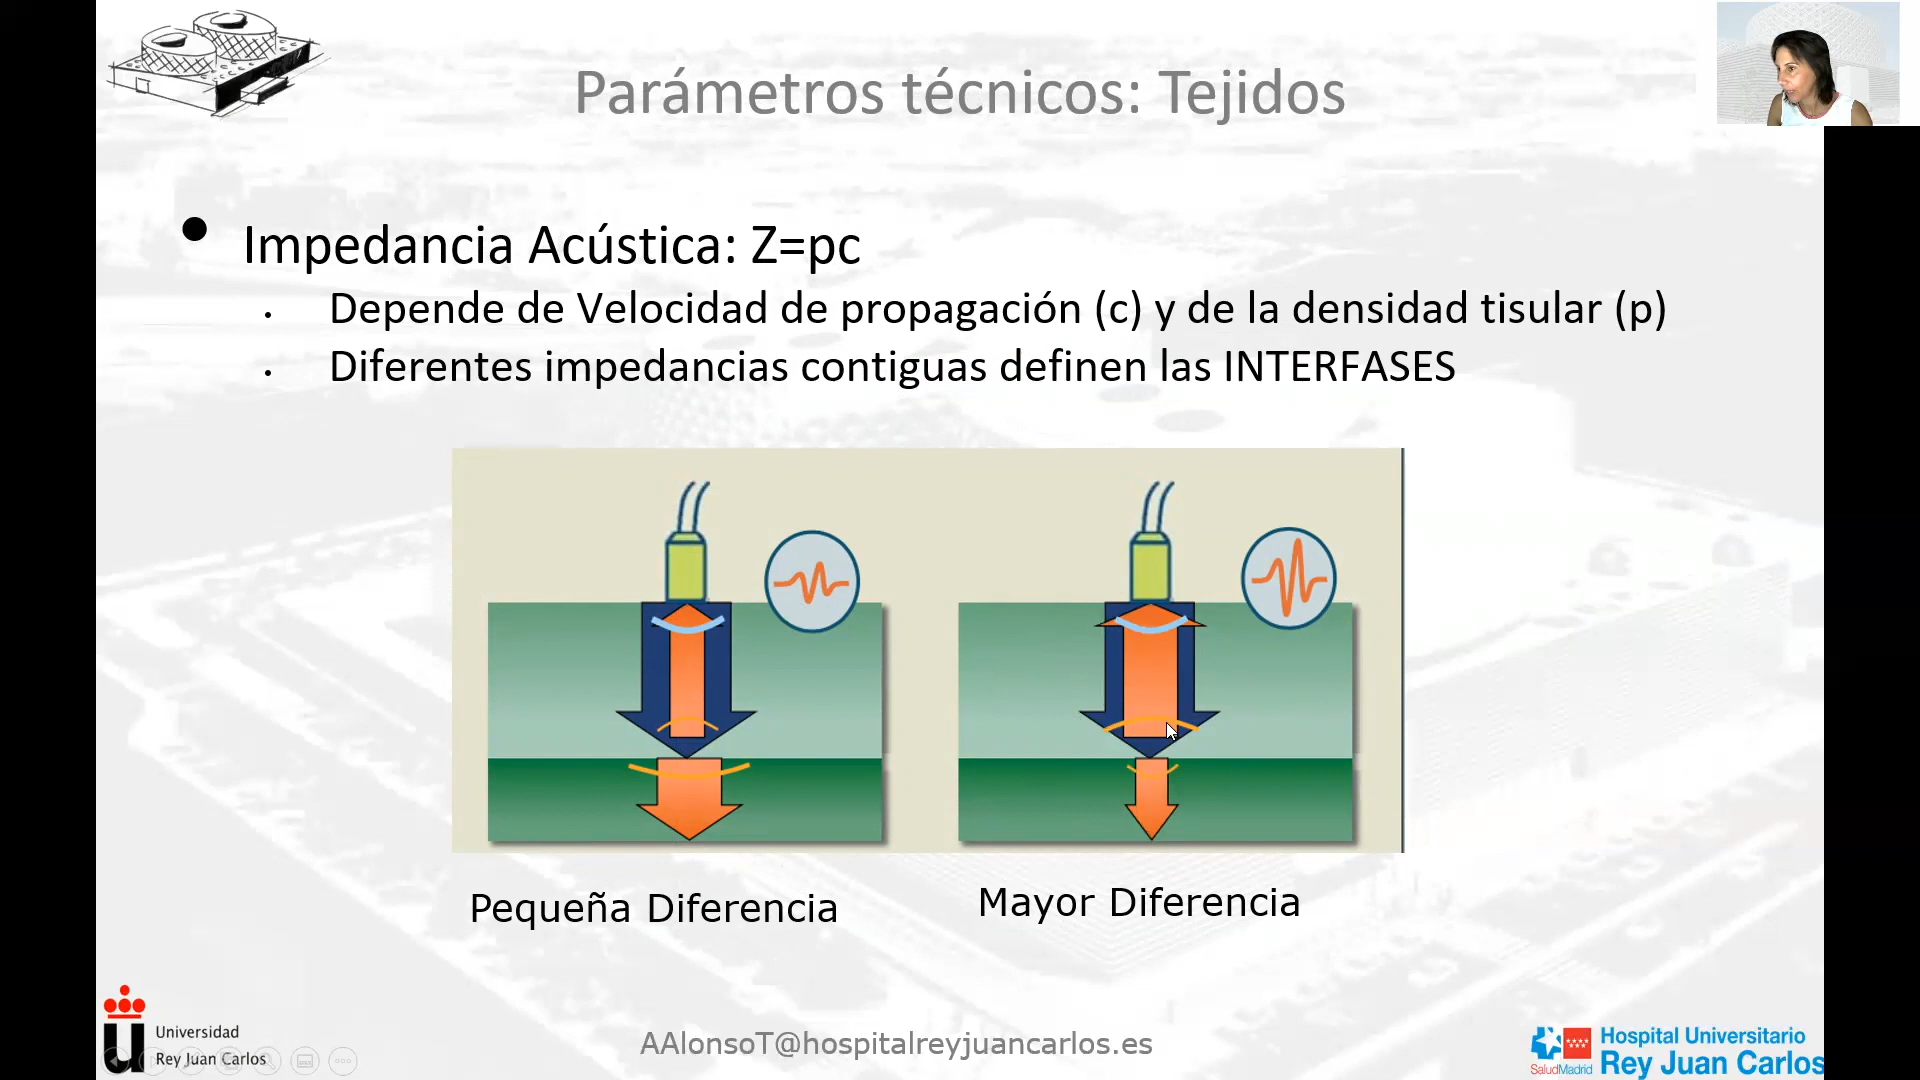 Parámetros técnicos: Tejidos
• Impedancia Acústica: Z=pc
· Depende de Velocidad de propagación (c) y de la densidad tisular (p)
· Diferentes impedancias contiguas definen las INTERFASES
Pequeña Diferencia
Mayor Diferencia
Universidad
Rey Juan Carlos
AAlonsoT@hospitalreyjuancarlos.es
SaludMadrid
Hospital Universitario
Rey Juan Carlos